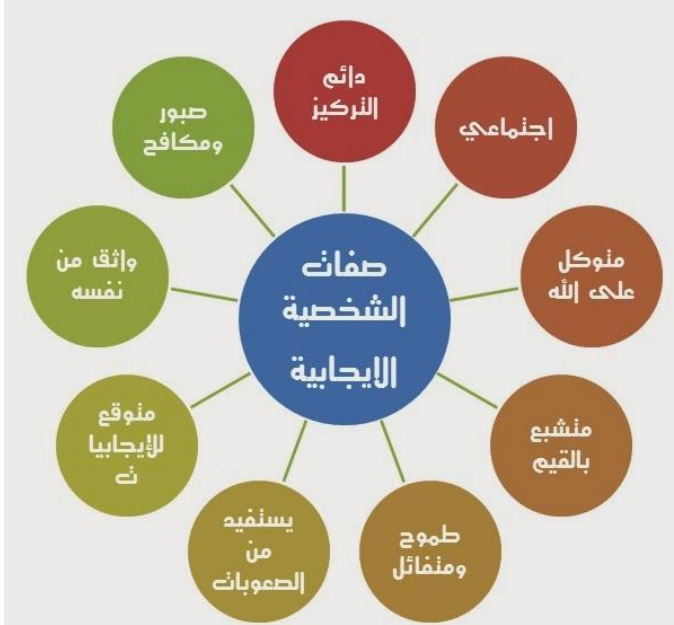 صفات
الشخصية
الايجابية
دائم
التركيز
إجتماعي
متوكل
على الله
متشبع
بالقيم
طموح
ومتفائل
يستفيد
من
الصعوبات
متوقع
للإيجابيا
ت
واثق من
نفسه
صبور
ومكافح